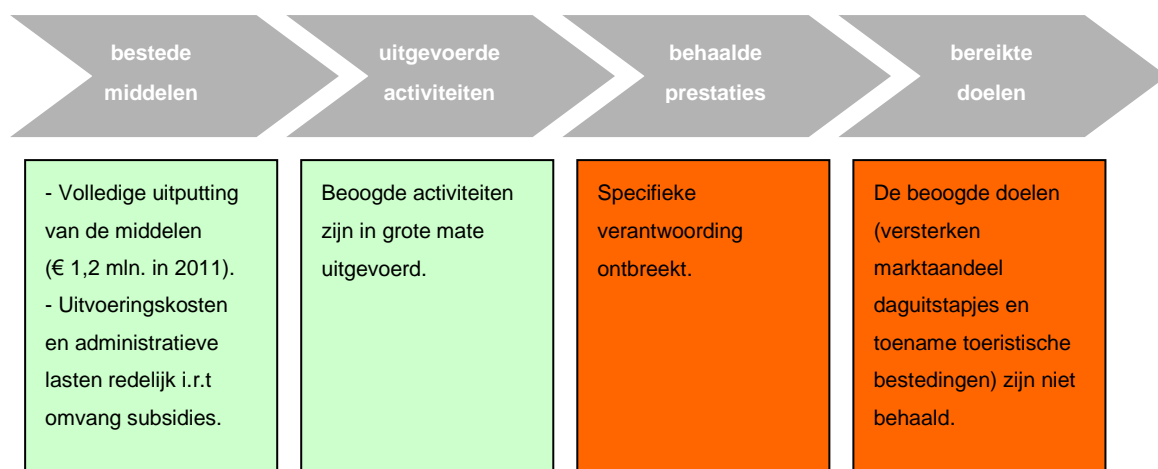 bestede
middelen
uitgevoerde
activiteiten
behaalde
prestaties
bereikte
doelen
- Volledige uitputting
van de middelen
(€ 1,2 mln. in 2011).
- Uitvoeringskosten
en administratieve
lasten redelijk i.r.t
omvang subsidies.
Beoogde activiteiten
zijn in grote mate
uitgevoerd.
Specifieke
verantwoording
ontbreekt.
De beoogde doelen
(versterken
marktaandeel
daguitstapjes en
toename toeristische
bestedingen) zijn niet
behaald.